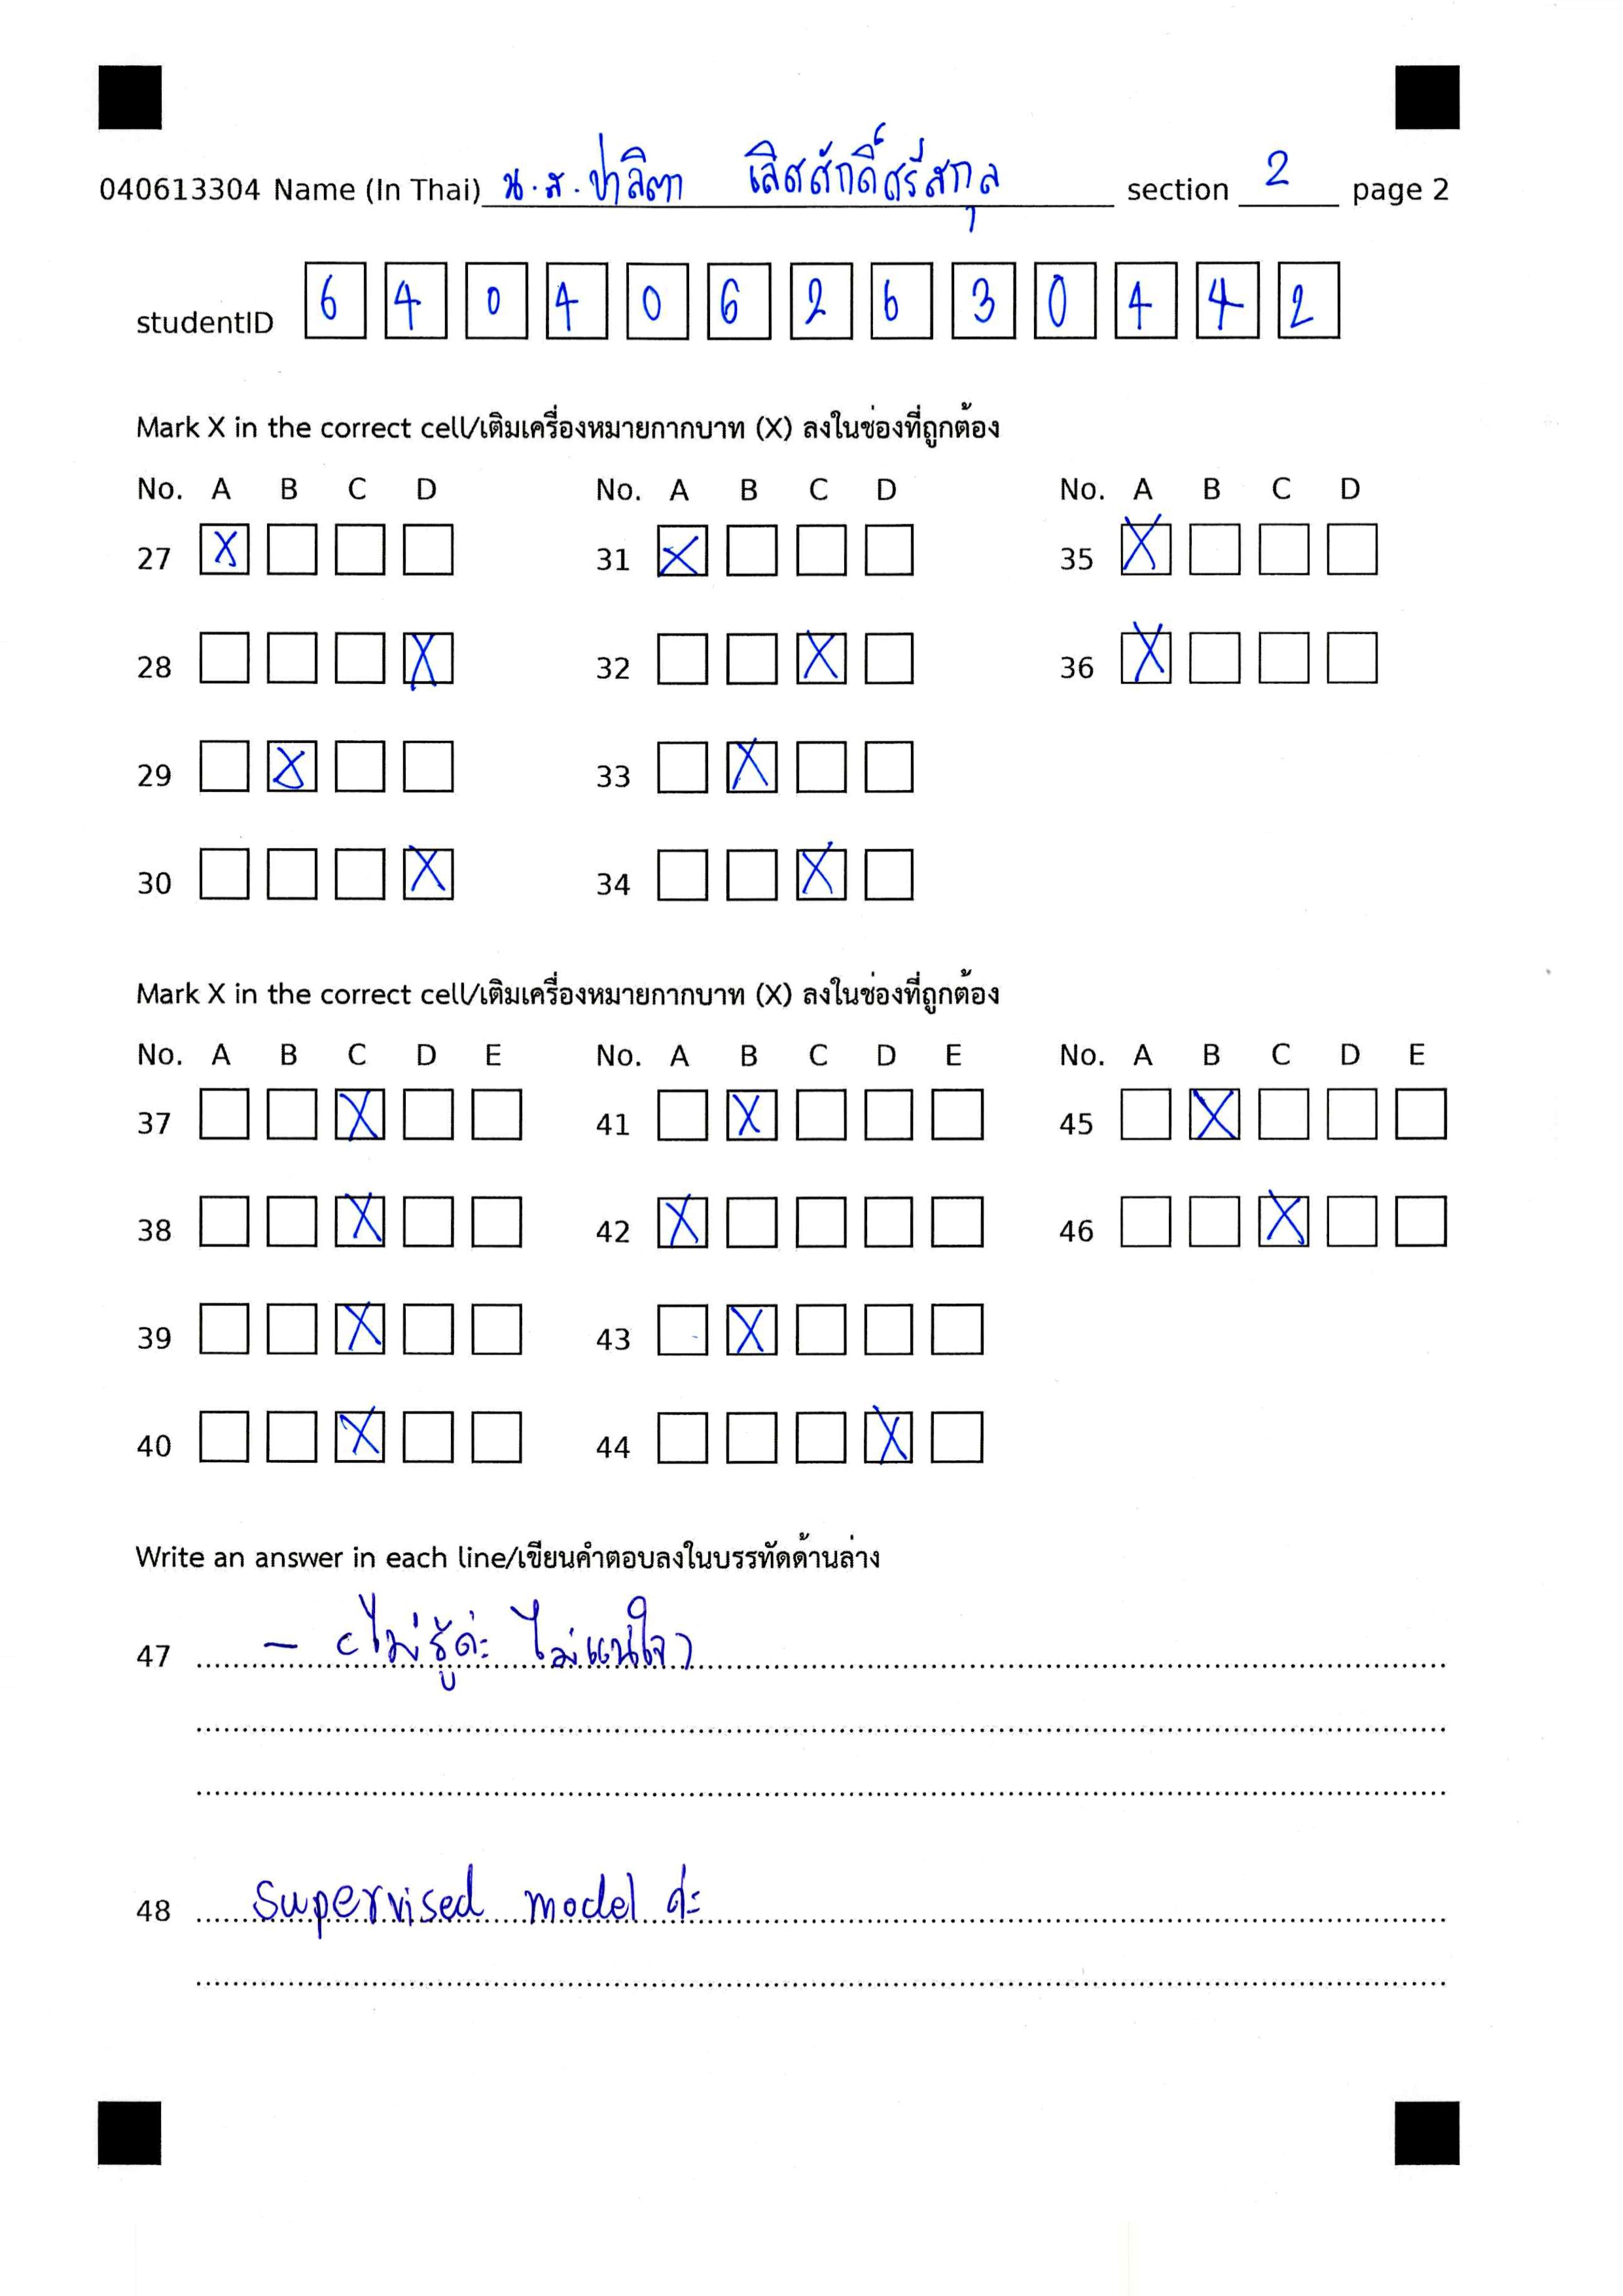 040613304 Name (In Thai) น.ส. ปาลิตา เลิศศักดิ์ศรีสกุล section 2 page 2
studentID 6 4 0 4 0 6 2 6 3 0 4 4 2
Mark X in the correct cell/เติมเครื่องหมายกากบาท (X) ลงในช่องที่ถูกต้อง
No. A B C D No. A B C D No. A B C D
27 X 31 X 35 X
28 X 32 X 36 X
29 X 33 X
30 X 34 X
Mark X in the correct cell/เติมเครื่องหมายกากบาท (X) ลงในช่องที่ถูกต้อง
No. A B C D E No. A B C D E No. A B C D E
37 X 41 X 45 X
38 X 42 X 46 X
39 X 43 X
40 X 44 X
Write an answer in each line/เขียนคำตอบลงในบรรทัดด้านล่าง
47 – (ไม่รู้ค่ะ ไม่แน่ใจ)
48 supervised model ค่ะ